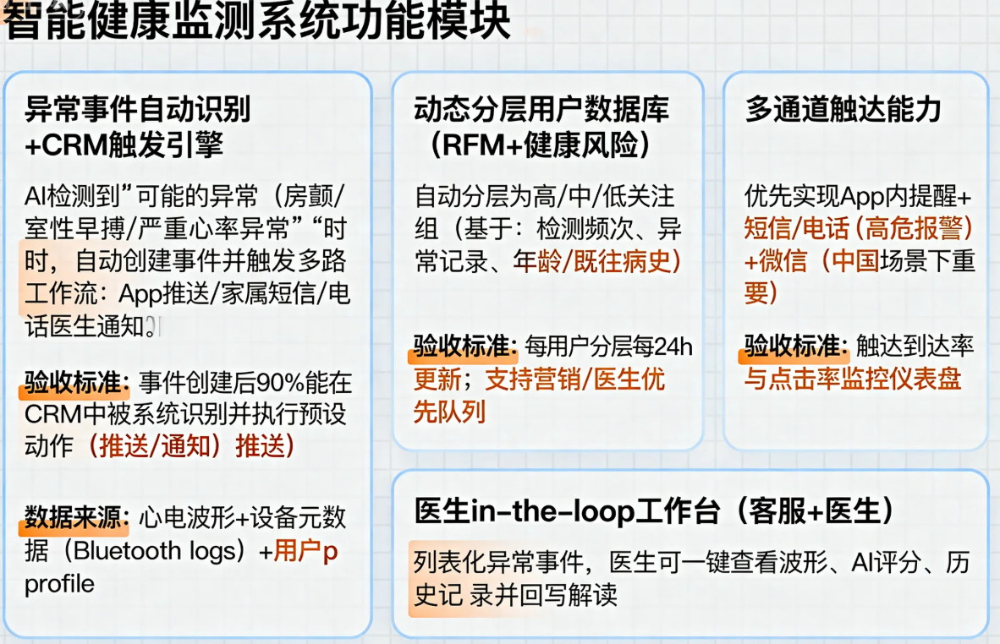 智能健康监测系统功能模块
异常事件自动识别
+CRM触发引擎
AI检测到”可能的异常（房颤/
室性早搏/严重心率异常” “时
时，自动创建事件并触发多路
工作流：App推送/家属短信/电
话医生通知。
验收标准: 事件创建后90%能在
CRM中被系统识别并执行预设
动作（推送/通知）推送）
数据来源: 心电波形+设备元数
据（Bluetooth logs）+用户p
profile
动态分层用户数据库
（RFM+健康风险）
自动分层为高/中/低关注
组（基于：检测频次、异
常记录、年龄/既往病史）
验收标准: 每用户分层每24h
更新；支持营销/医生优
先队列
多通道触达能力
优先实现App内提醒+
短信/电话（高危报警）
+微信（中国场景下重
要）
验收标准: 触达到达率
与点击率监控仪表盘
医生in-the-loop工作台（客服+医生）
列表化异常事件，医生可一键查看波形、AI评分、历
史记 录并回写解读